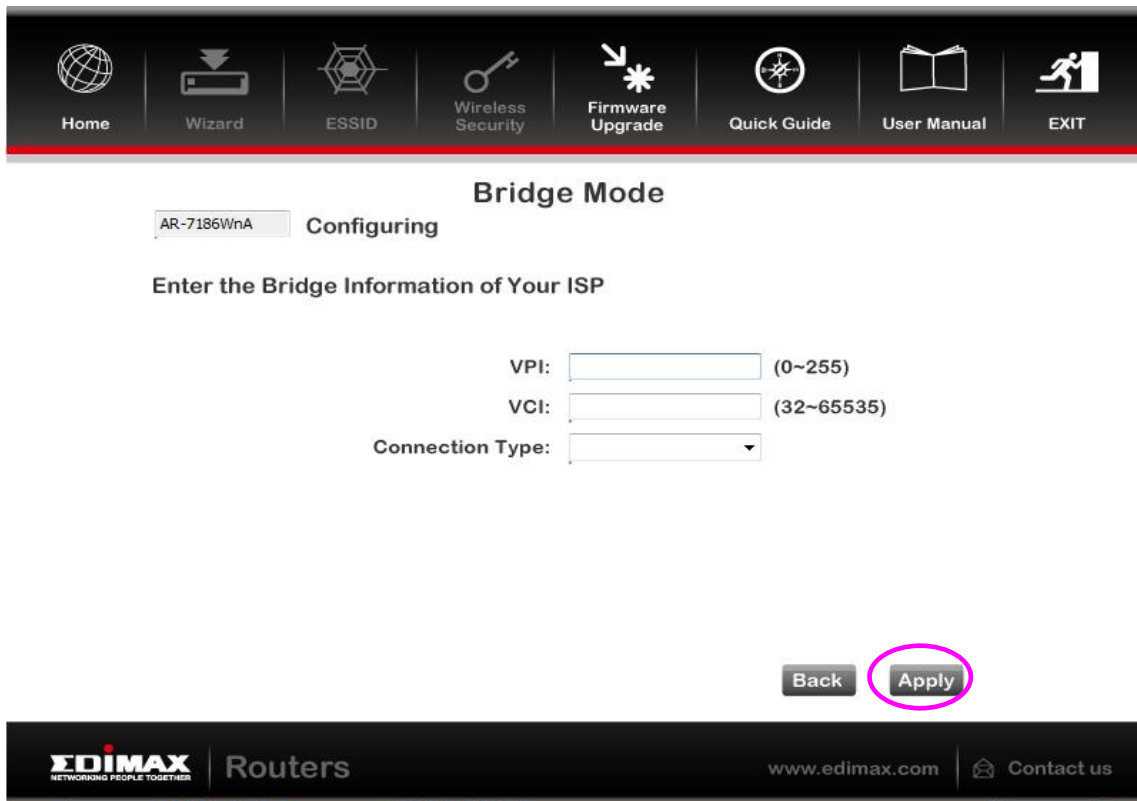 Home
Wizard
ESSID
Wireless
Security
Firmware
Upgrade
Quick Guide
User Manual
EXIT
Bridge Mode
AR-7186WnA Configuring
Enter the Bridge Information of Your ISP
VPI: (0~255)
VCI: (32~65535)
Connection Type:
Back Apply
EDIMAX
NETWORKING PEOPLE TOGETHER
Routers
www.edimax.com
Contact us